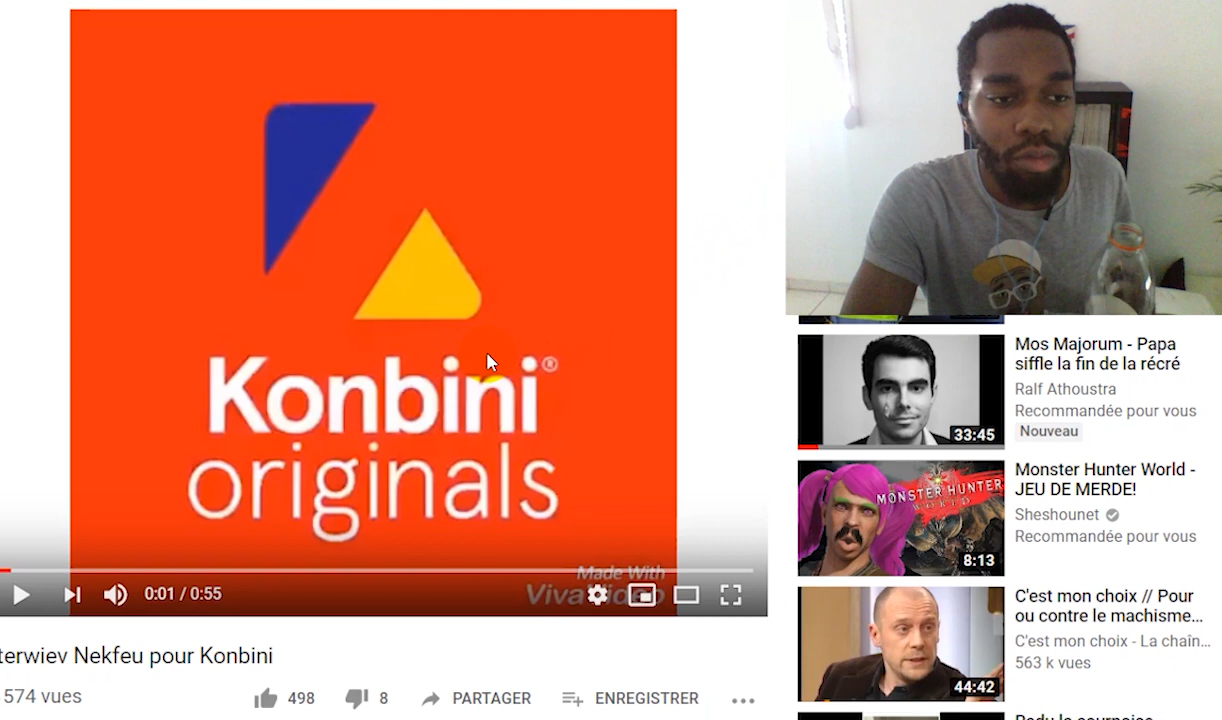 Konbini®
originals
Made With
VivaVideo
0:01 / 0:55
terwiev Nekfeu pour Konbini
574 vues
498
8
PARTAGER
ENREGISTRER
Mos Majorum - Papa
siffle la fin de la récré
Ralf Athoustra
Recommandée pour vous
Nouveau
33:45
MONSTER HUNTER
WORLD
8:13
Monster Hunter World -
JEU DE MERDE!
Sheshounet
Recommandée pour vous
C'est mon choix // Pour
ou contre le machisme...
C'est mon choix - La chaîn...
563 k vues
44:42